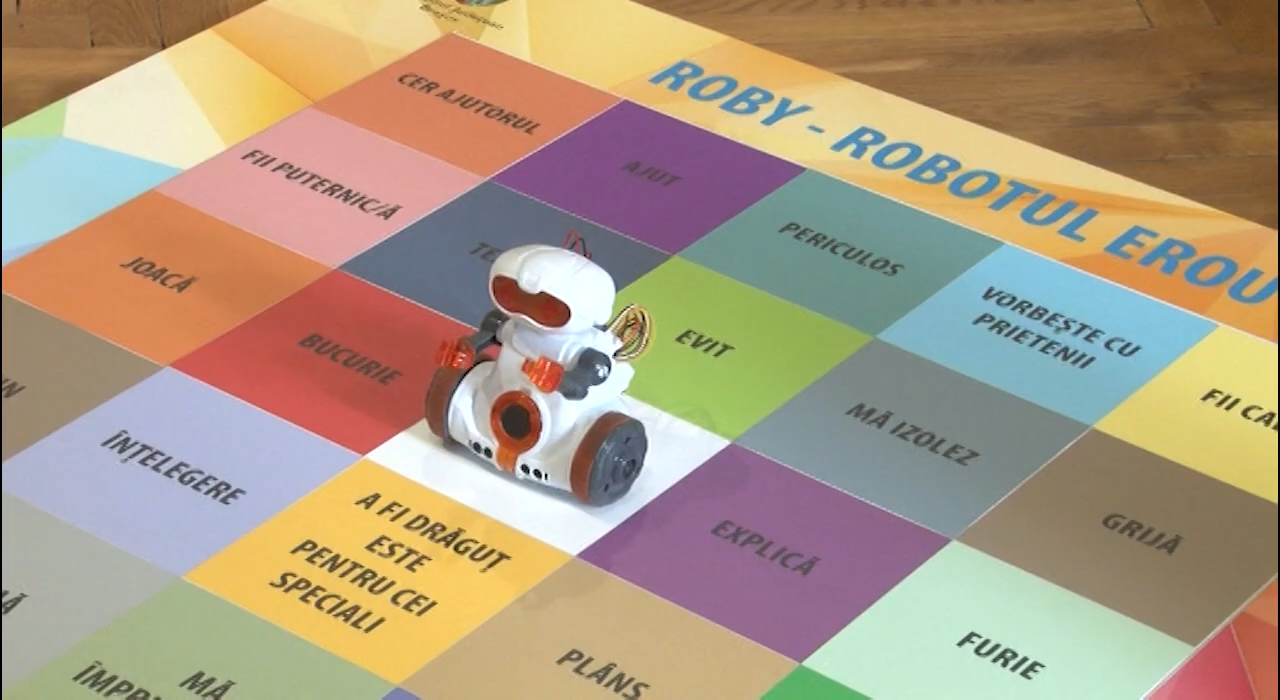 ROBY - ROBOTUL EROU
CER AJUTORUL
AJUT
PERICULOS
VORBEȘTE CU
PRIETENII
FII PUTERNIC/Ă
EVIT
MĂ IZOLEZ
GRIJĂ
JOACĂ
BUCURIE
EXPLICĂ
FURIE
ÎNȚELEGERE
A FI DRĂGUȚ
ESTE
PENTRU CEI
SPECIALI
PLÂNS
MĂ